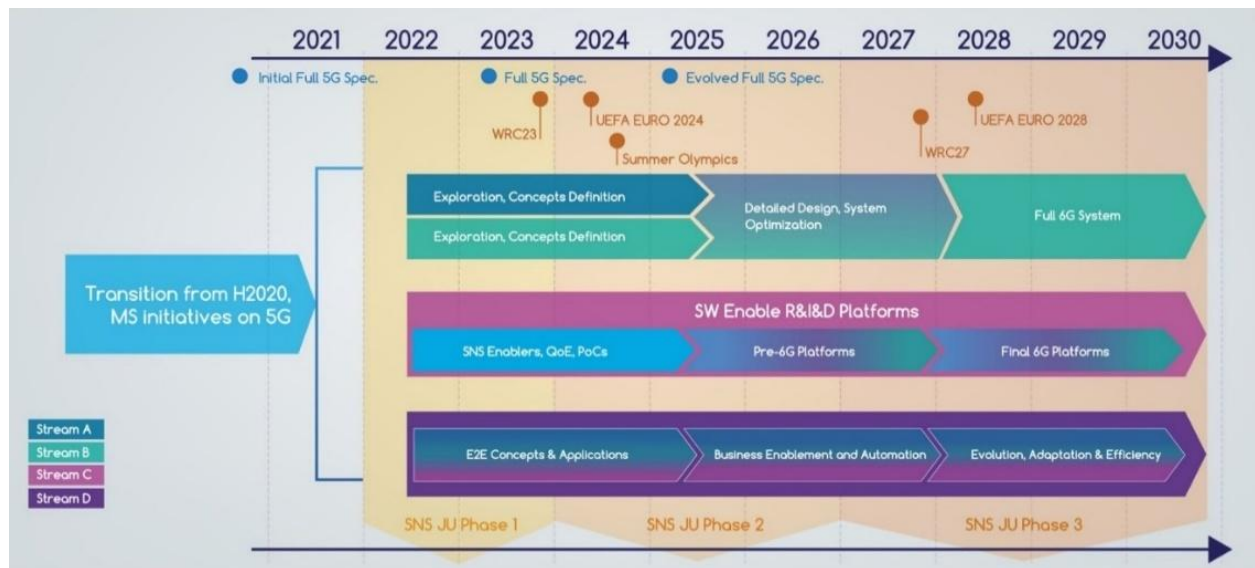 2021 2022 2023 2024 2025 2026 2027 2028 2029 2030
Initial Full 5G Spec. Full 5G Spec. Evolved Full 5G Spec.
WRC23
UEFA EURO 2024
Summer Olympics
WRC27
UEFA EURO 2028
Exploration, Concepts Definition
Exploration, Concepts Definition
Detailed Design, System
Optimization
Full 6G System
Transition from H2020,
MS initiatives on 5G
SW Enable R&I&D Platforms
SNS Enablers, QoE, PoCs
Pre-6G Platforms
Final 6G Platforms
Stream A
Stream B
Stream C
Stream D
E2E Concepts & Applications
Business Enablement and Automation
Evolution, Adaptation & Efficiency
SNS JU Phase 1
SNS JU Phase 2
SNS JU Phase 3